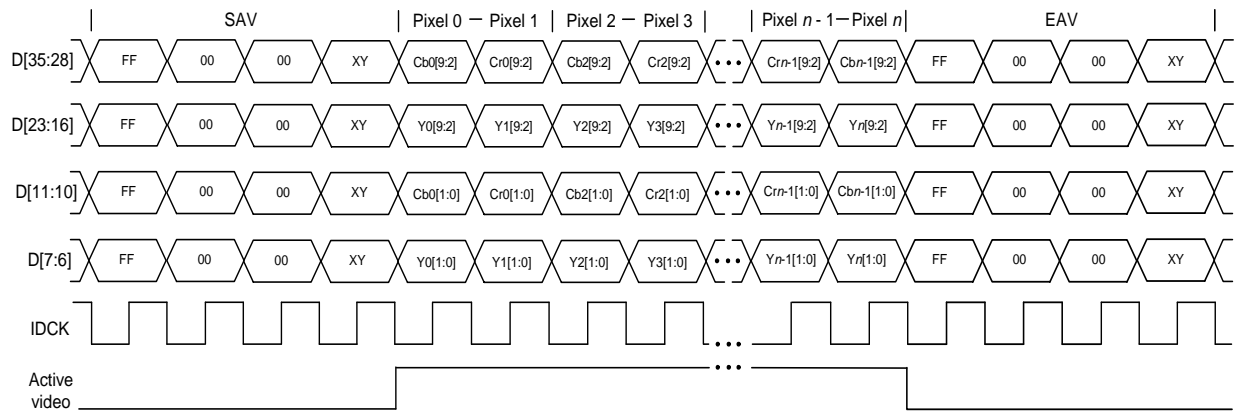 SAV Pixel 0 – Pixel 1 Pixel 2 – Pixel 3 Pixel n - 1 – Pixel n EAV
D[35:28] FF 00 00 XY Cb0[9:2] Cr0[9:2] Cb2[9:2] Cr2[9:2] ••• Crn-1[9:2] Cbn-1[9:2] FF 00 00 XY
D[23:16] FF 00 00 XY Y0[9:2] Y1[9:2] Y2[9:2] Y3[9:2] ••• Yn-1[9:2] Yn[9:2] FF 00 00 XY
D[11:10] FF 00 00 XY Cb0[1:0] Cr0[1:0] Cb2[1:0] Cr2[1:0] ••• Crn-1[1:0] Cbn-1[1:0] FF 00 00 XY
D[7:6] FF 00 00 XY Y0[1:0] Y1[1:0] Y2[1:0] Y3[1:0] ••• Yn-1[1:0] Yn[1:0] FF 00 00 XY
IDCK •••
Active •••
video